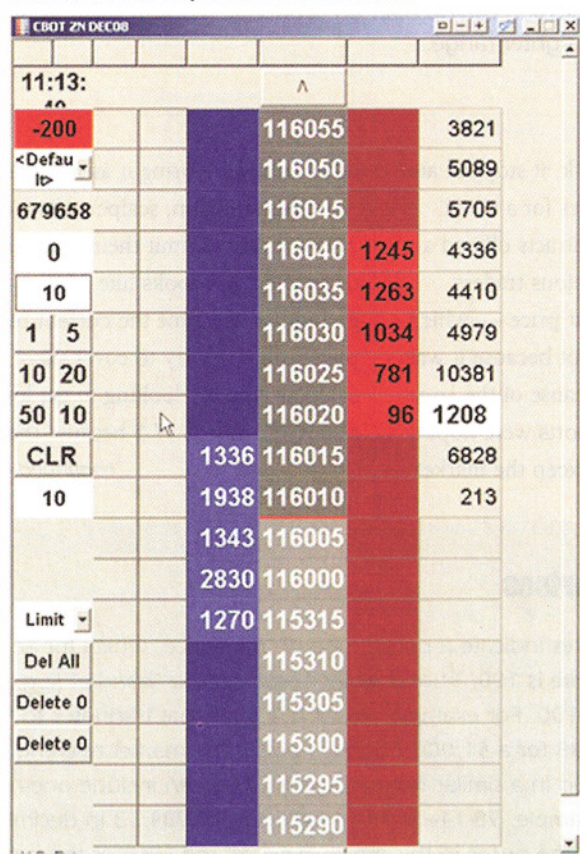 CBOT ZN DEC08
11:13:
^
-200 116055 3821
<Defau lt> 116050 5089
679658 116045 5705
0 116040 1245 4336
10 116035 1263 4410
1 5 116030 1034 4979
10 20 116025 781 10381
50 10 116020 96 1208
CLR 1336 116015 6828
10 1938 116010 213
1343 116005
2830 116000
Limit 1270 115315
Del All 115310
Delete 0 115305
Delete 0 115300
115295
115290